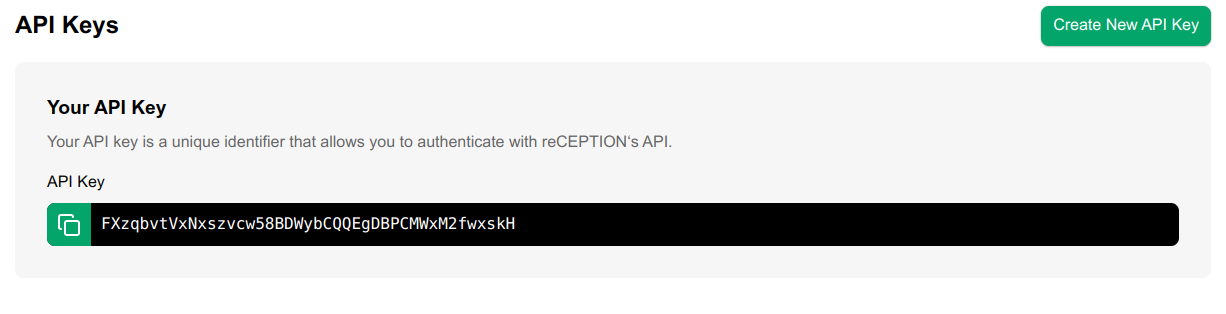 API Keys
Create New API Key
Your API Key
Your API key is a unique identifier that allows you to authenticate with reCEPTION‘s API.
API Key
FXzqbvtVxNxszvcw58BDWybCQQEgDBPCMWxM2fwxskH